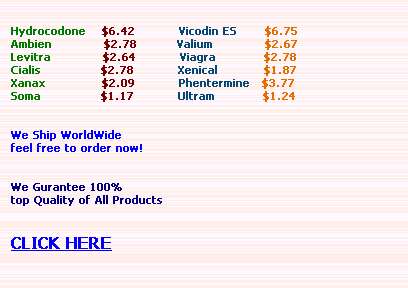 Hydrocodone $6.42 Vicodin ES $6.75
Ambien $2.78 Valium $2.67
Levitra $2.64 Viagra $2.78
Cialis $2.78 Xenical $1.87
Xanax $2.09 Phentermine $3.77
Soma $1.17 Ultram $1.24
We Ship WorldWide
feel free to order now!
We Gurantee 100%
top Quality of All Products
CLICK HERE